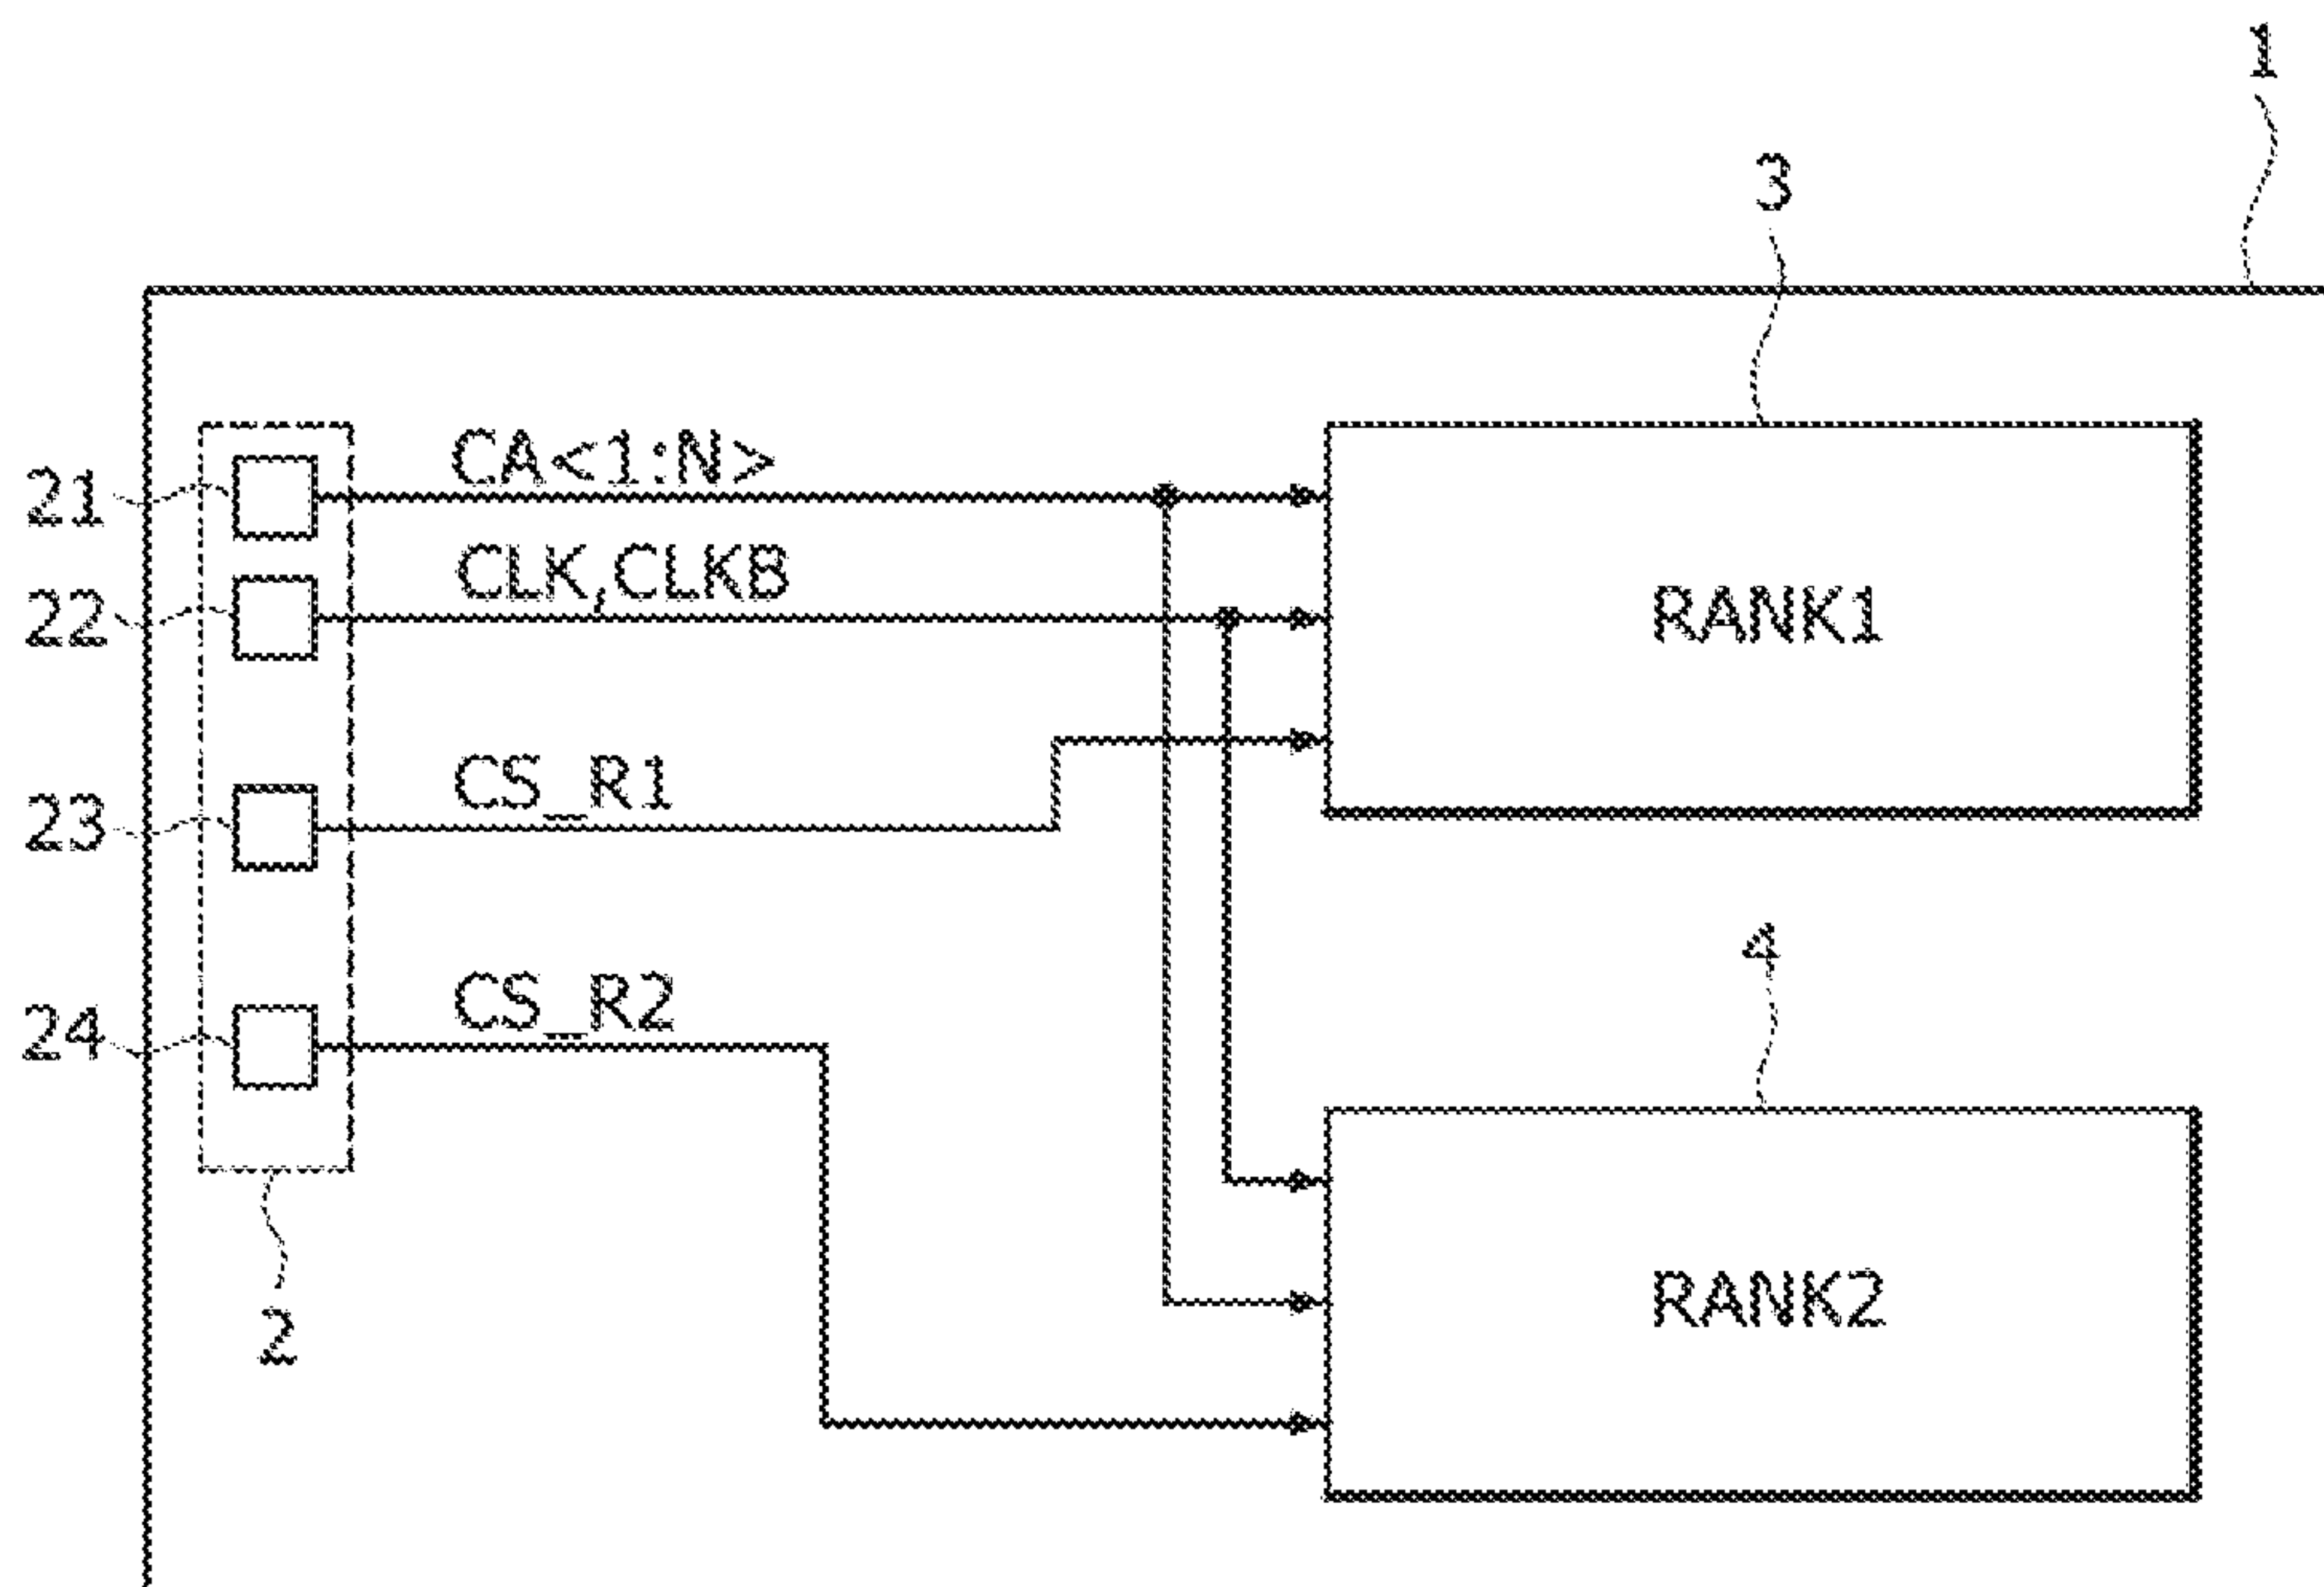 1
3
21
CA<1:N>
22
CLK,CLKB
RANK1
23
CS_R1
4
24
CS_R2
2
RANK2